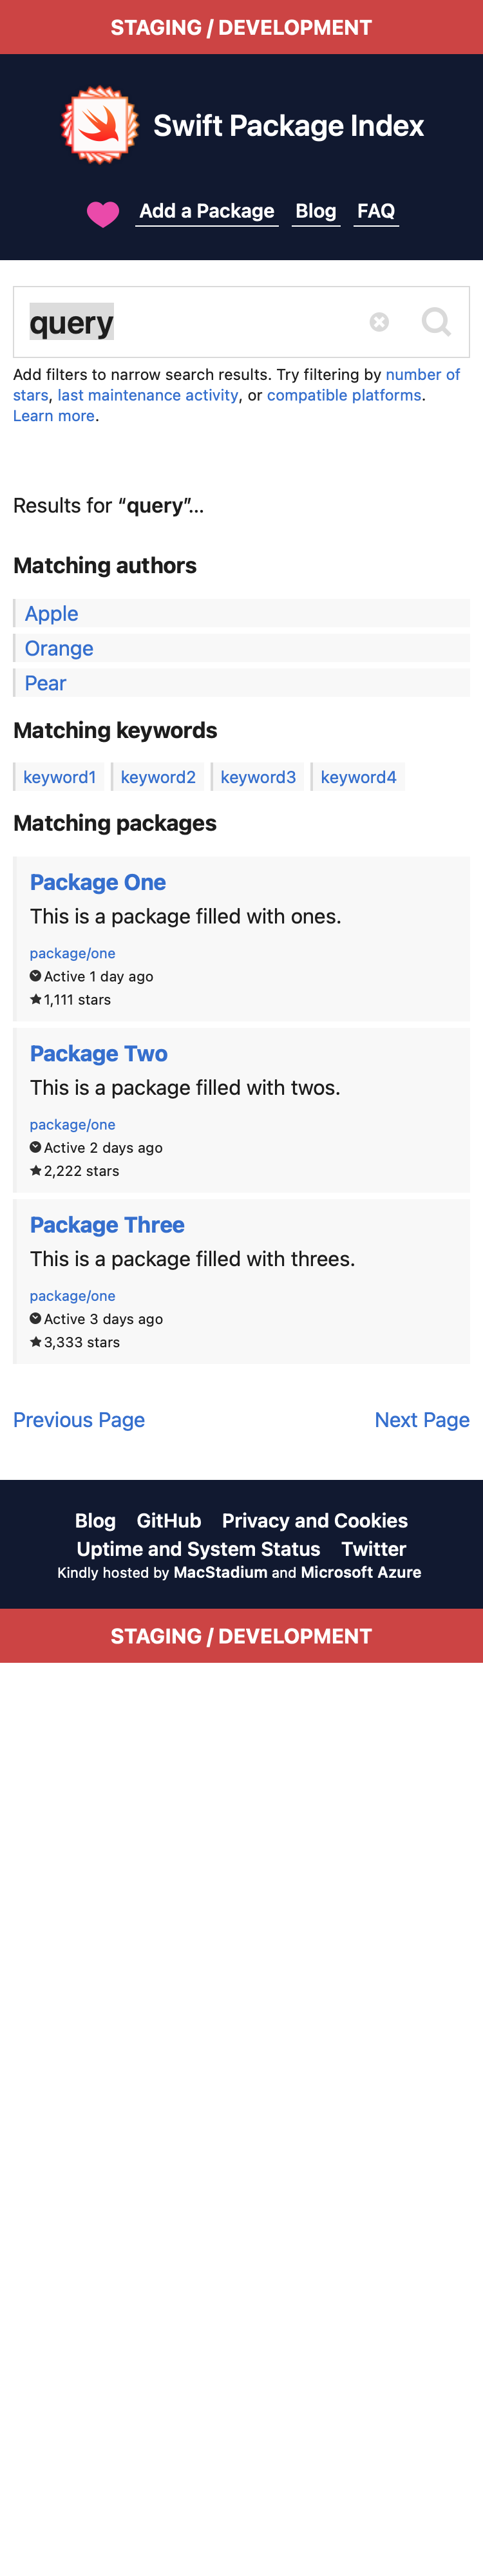 STAGING / DEVELOPMENT
Swift Package Index
Add a Package Blog FAQ
query
Add filters to narrow search results. Try filtering by number of
stars, last maintenance activity, or compatible platforms.
Learn more.
Results for “query”…
Matching authors
Apple
Orange
Pear
Matching keywords
keyword1 keyword2 keyword3 keyword4
Matching packages
Package One
This is a package filled with ones.
package/one
Active 1 day ago
1,111 stars
Package Two
This is a package filled with twos.
package/one
Active 2 days ago
2,222 stars
Package Three
This is a package filled with threes.
package/one
Active 3 days ago
3,333 stars
Previous Page Next Page
Blog GitHub Privacy and Cookies
Uptime and System Status Twitter
Kindly hosted by MacStadium and Microsoft Azure
STAGING / DEVELOPMENT